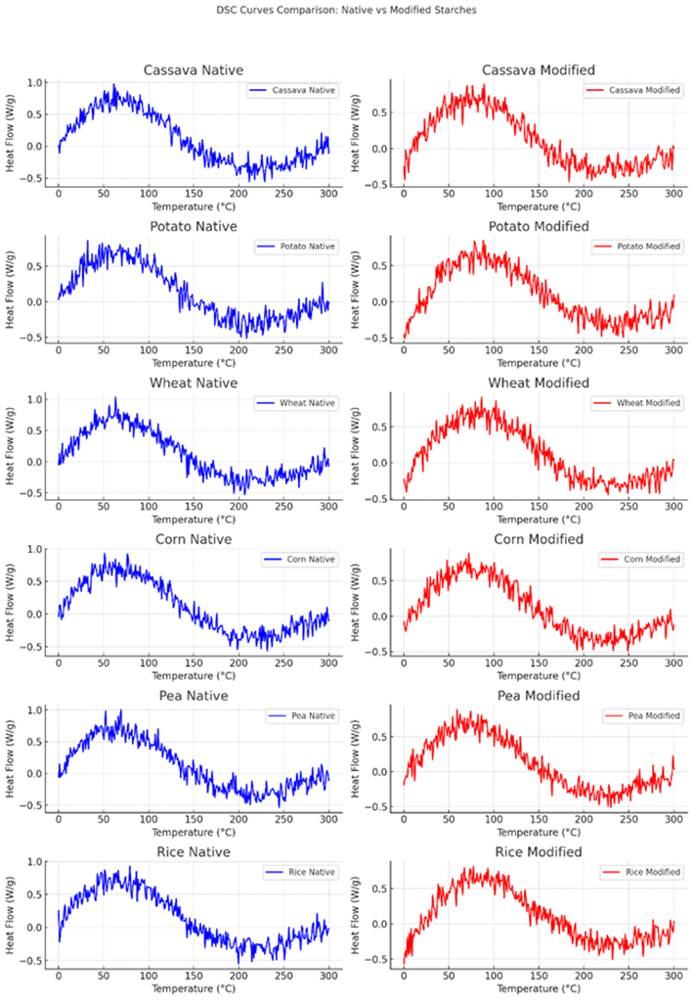 DSC Curves Comparison: Native vs Modified Starches
Cassava Native
Cassava Modified
1.0
0.5
0.0
−0.5
Heat Flow (W/g)
Cassava Native
0 50 100 150 200 250 300
Temperature (°C)
0.5
0.0
−0.5
Heat Flow (W/g)
Cassava Modified
0 50 100 150 200 250 300
Temperature (°C)
Potato Native
Potato Modified
0.5
0.0
−0.5
Heat Flow (W/g)
Potato Native
0 50 100 150 200 250 300
Temperature (°C)
0.5
0.0
−0.5
Heat Flow (W/g)
Potato Modified
0 50 100 150 200 250 300
Temperature (°C)
Wheat Native
Wheat Modified
1.0
0.5
0.0
−0.5
Heat Flow (W/g)
Wheat Native
0 50 100 150 200 250 300
Temperature (°C)
0.5
0.0
−0.5
Heat Flow (W/g)
Wheat Modified
0 50 100 150 200 250 300
Temperature (°C)
Corn Native
Corn Modified
1.0
0.5
0.0
−0.5
Heat Flow (W/g)
Corn Native
0 50 100 150 200 250 300
Temperature (°C)
0.5
0.0
−0.5
Heat Flow (W/g)
Corn Modified
0 50 100 150 200 250 300
Temperature (°C)
Pea Native
Pea Modified
1.0
0.5
0.0
−0.5
Heat Flow (W/g)
Pea Native
0 50 100 150 200 250 300
Temperature (°C)
0.5
0.0
−0.5
Heat Flow (W/g)
Pea Modified
0 50 100 150 200 250 300
Temperature (°C)
Rice Native
Rice Modified
1.0
0.5
0.0
−0.5
Heat Flow (W/g)
Rice Native
0 50 100 150 200 250 300
Temperature (°C)
0.5
0.0
−0.5
Heat Flow (W/g)
Rice Modified
0 50 100 150 200 250 300
Temperature (°C)